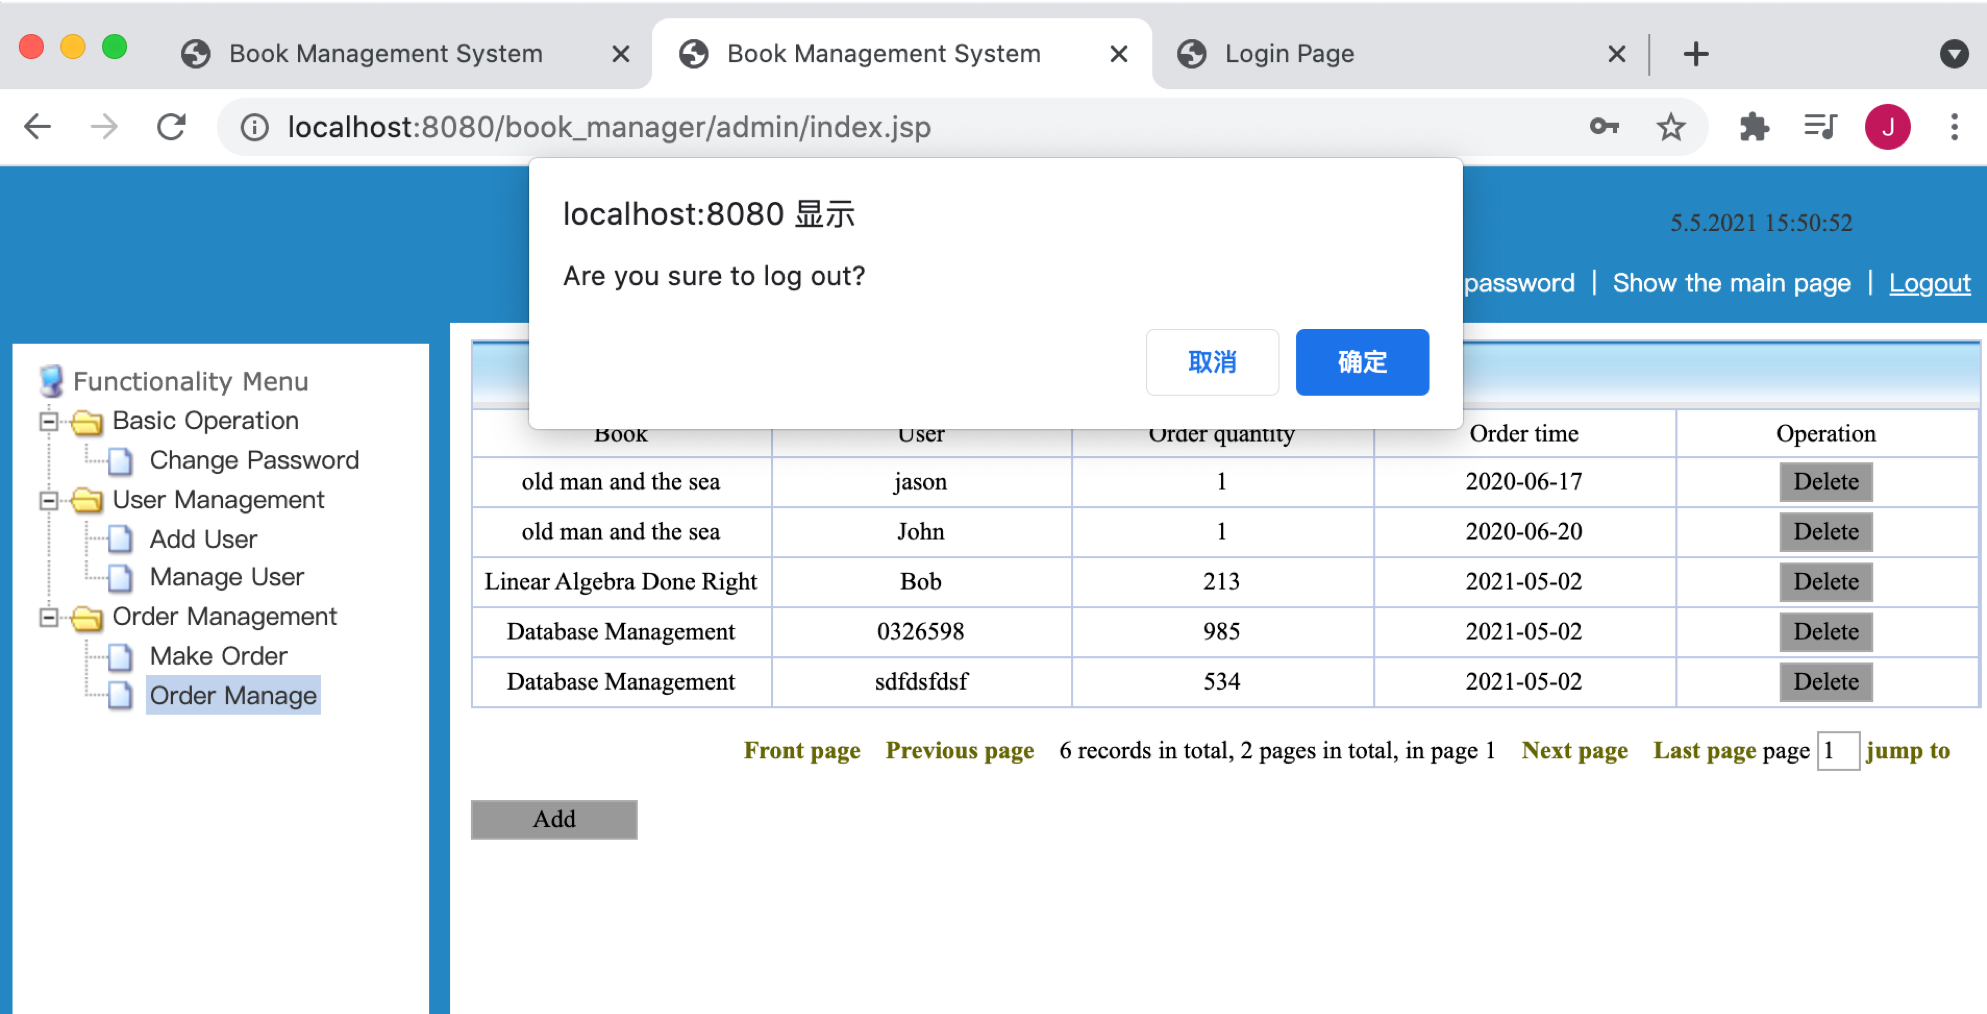 Book Management System
Book Management System
Login Page
localhost:8080/book_manager/admin/index.jsp
J
localhost:8080 显示
Are you sure to log out?
取消 确定
5.5.2021 15:50:52
password | Show the main page | Logout
Functionality Menu
Basic Operation
Change Password
User Management
Add User
Manage User
Order Management
Make Order
Order Manage
Book User Order quantity Order time Operation
old man and the sea jason 1 2020-06-17 Delete
old man and the sea John 1 2020-06-20 Delete
Linear Algebra Done Right Bob 213 2021-05-02 Delete
Database Management 0326598 985 2021-05-02 Delete
Database Management sdfdsfdsf 534 2021-05-02 Delete
Front page Previous page 6 records in total, 2 pages in total, in page 1 Next page Last page page 1 jump to
Add